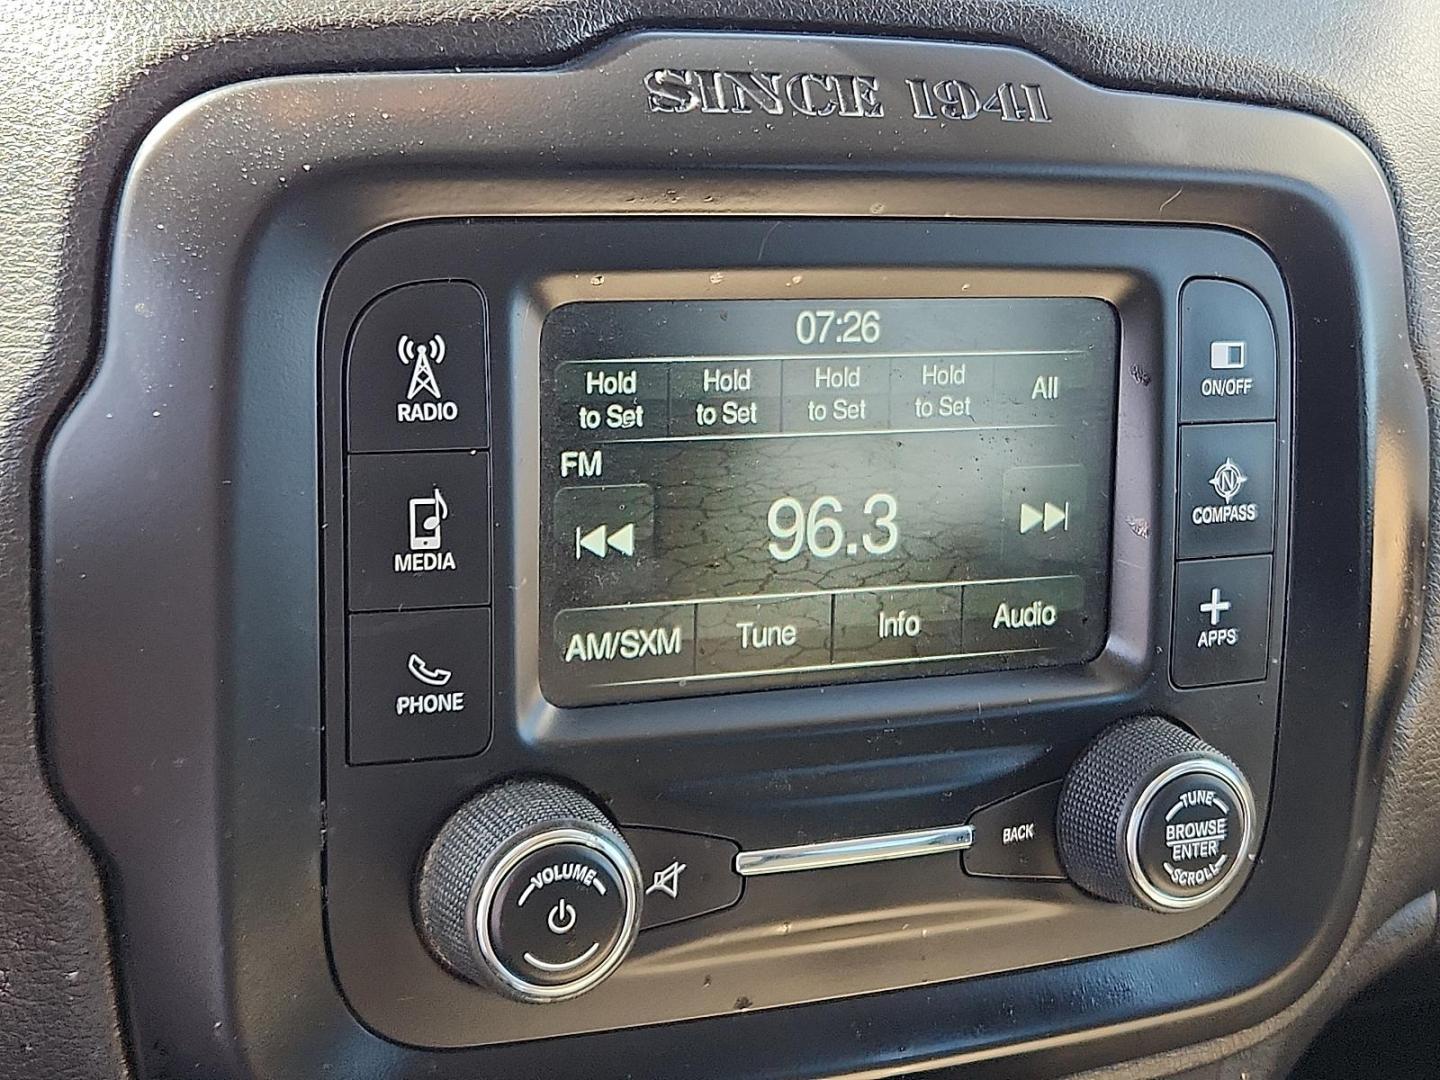 SINCE 1941
07:26
Hold to Set
Hold to Set
Hold to Set
Hold to Set
All
FM
96.3
AM/SXM Tune Info Audio
RADIO
MEDIA
PHONE
ON/OFF
N
COMPASS
APPS
VOLUME
BACK
TUNE
BROWSE
ENTER
SCROLL